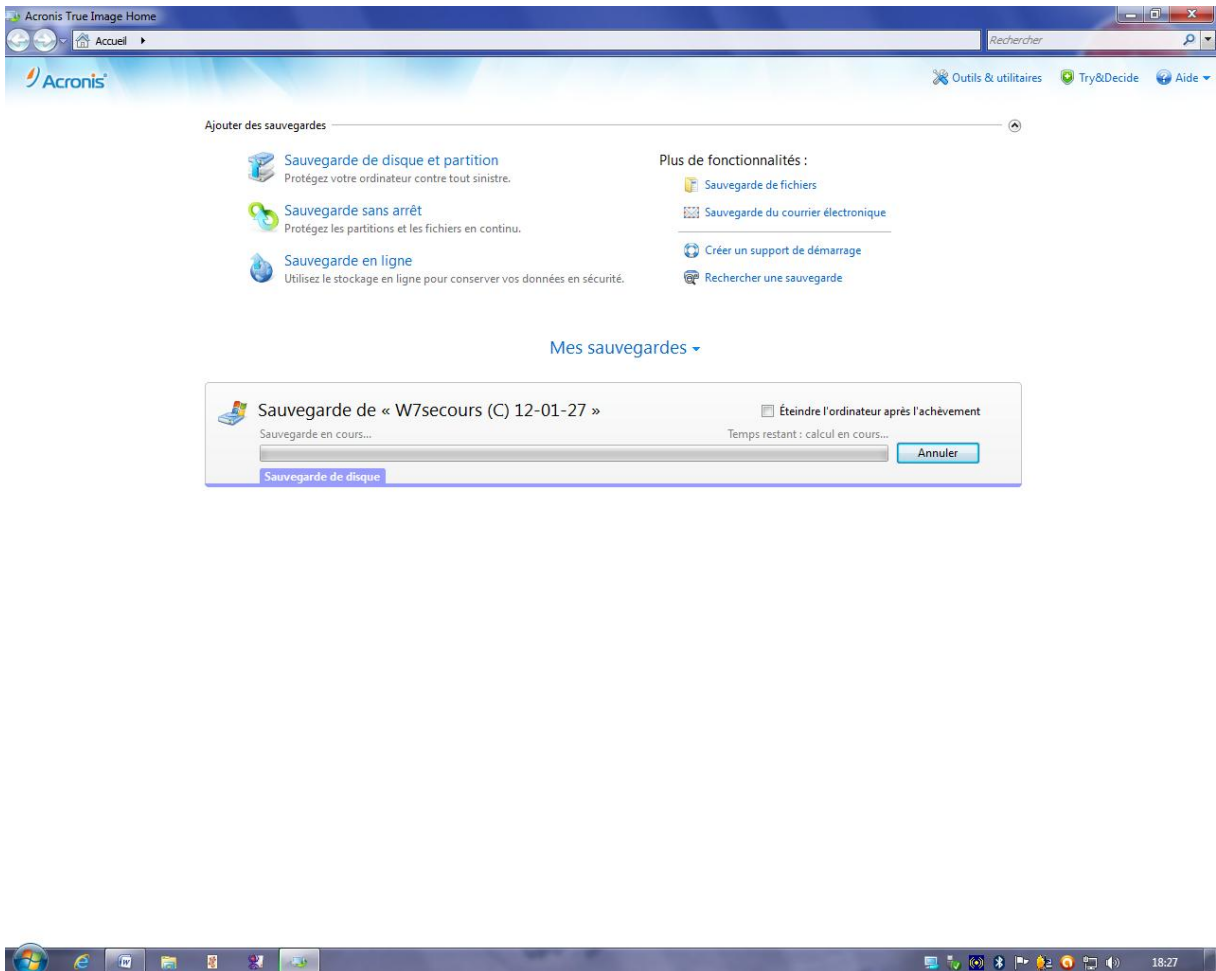 Acronis True Image Home
Accueil
Rechercher
Acronis
Outils & utilitaires
Try&Decide
Aide
Ajouter des sauvegardes
Sauvegarde de disque et partition
Protégez votre ordinateur contre tout sinistre.
Sauvegarde sans arrêt
Protégez les partitions et les fichiers en continu.
Sauvegarde en ligne
Utilisez le stockage en ligne pour conserver vos données en sécurité.
Plus de fonctionnalités :
Sauvegarde de fichiers
Sauvegarde du courrier électronique
Créer un support de démarrage
Rechercher une sauvegarde
Mes sauvegardes
Sauvegarde de « W7secours (C) 12-01-27 »
Éteindre l'ordinateur après l'achèvement
Sauvegarde en cours...
Temps restant : calcul en cours...
Annuler
Sauvegarde de disque
18:27